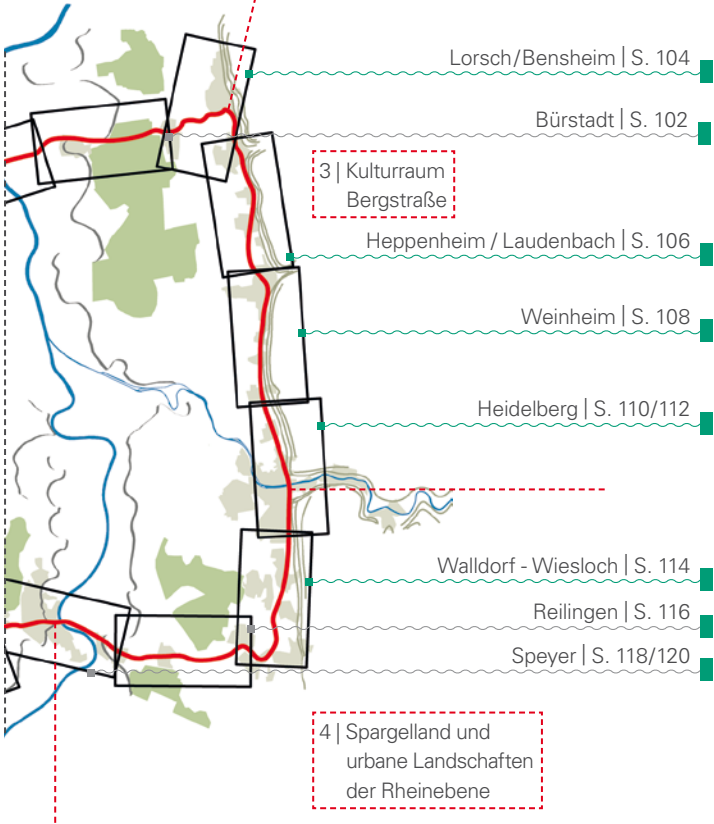 Lorsch/Bensheim | S. 104
Bürstadt | S. 102
3 | Kulturraum
Bergstraße
Heppenheim / Laudenbach | S. 106
Weinheim | S. 108
Heidelberg | S. 110/112
Walldorf - Wiesloch | S. 114
Reilingen | S. 116
Speyer | S. 118/120
4 | Spargelland und
urbane Landschaften
der Rheinebene